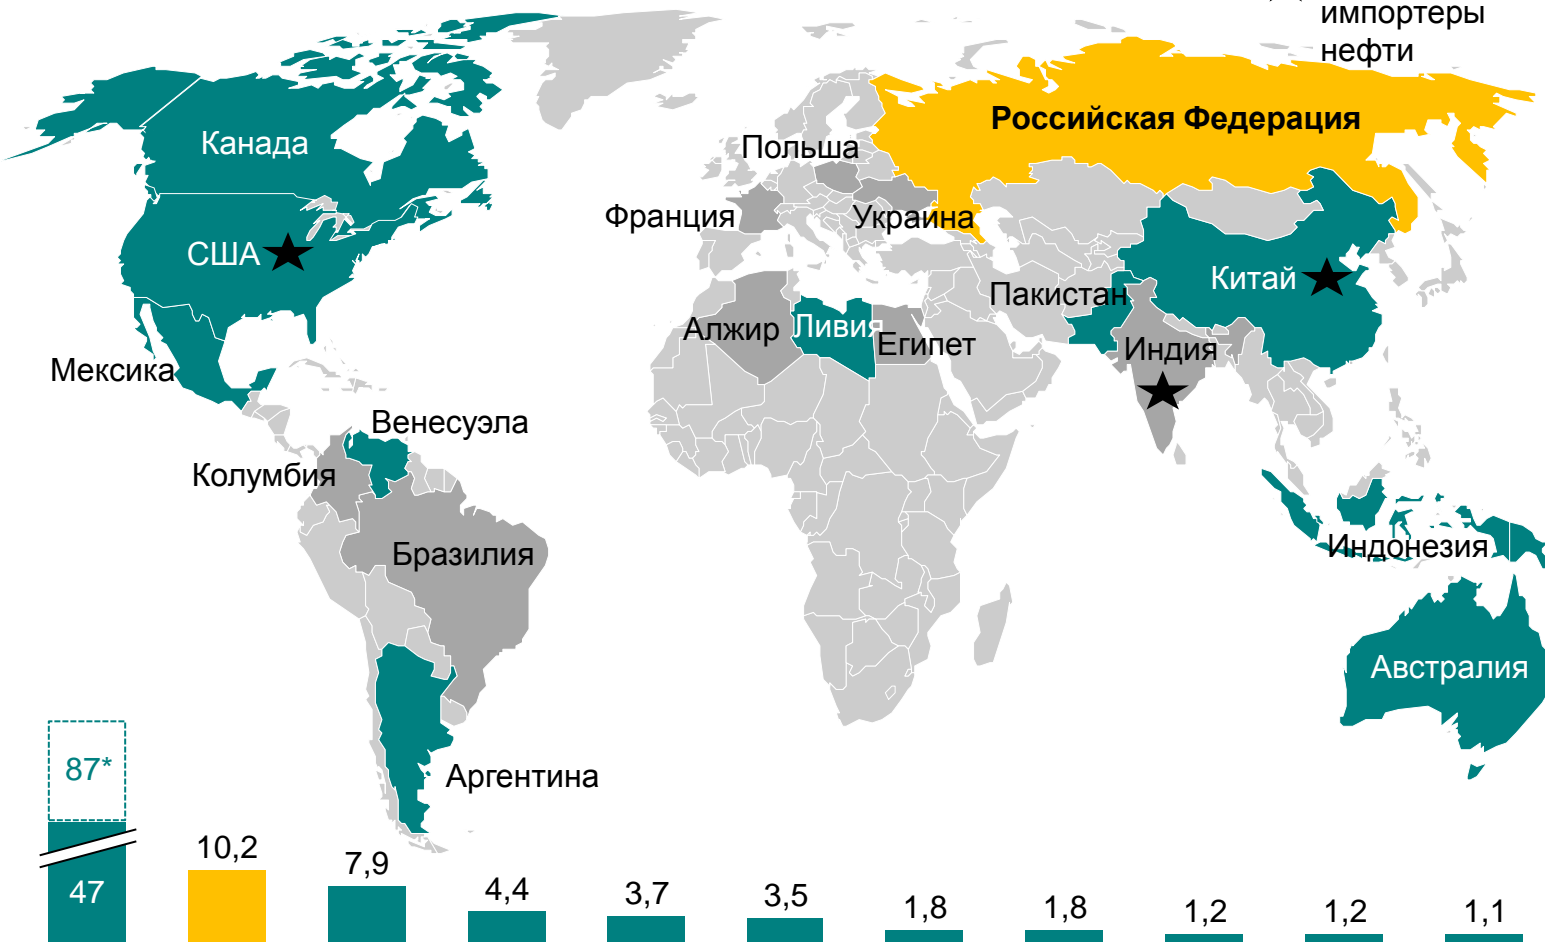 импортеры
нефти
Российская Федерация
Канада
Польша
Франция
Украина
США
Китай
Пакистан
Алжир
Ливия
Египет
Индия
Мексика
Венесуэла
Колумбия
Индонезия
Бразилия
Австралия
Аргентина
87*
47
10,2
7,9
4,4
3,7
3,5
1,8
1,8
1,2
1,2
1,1